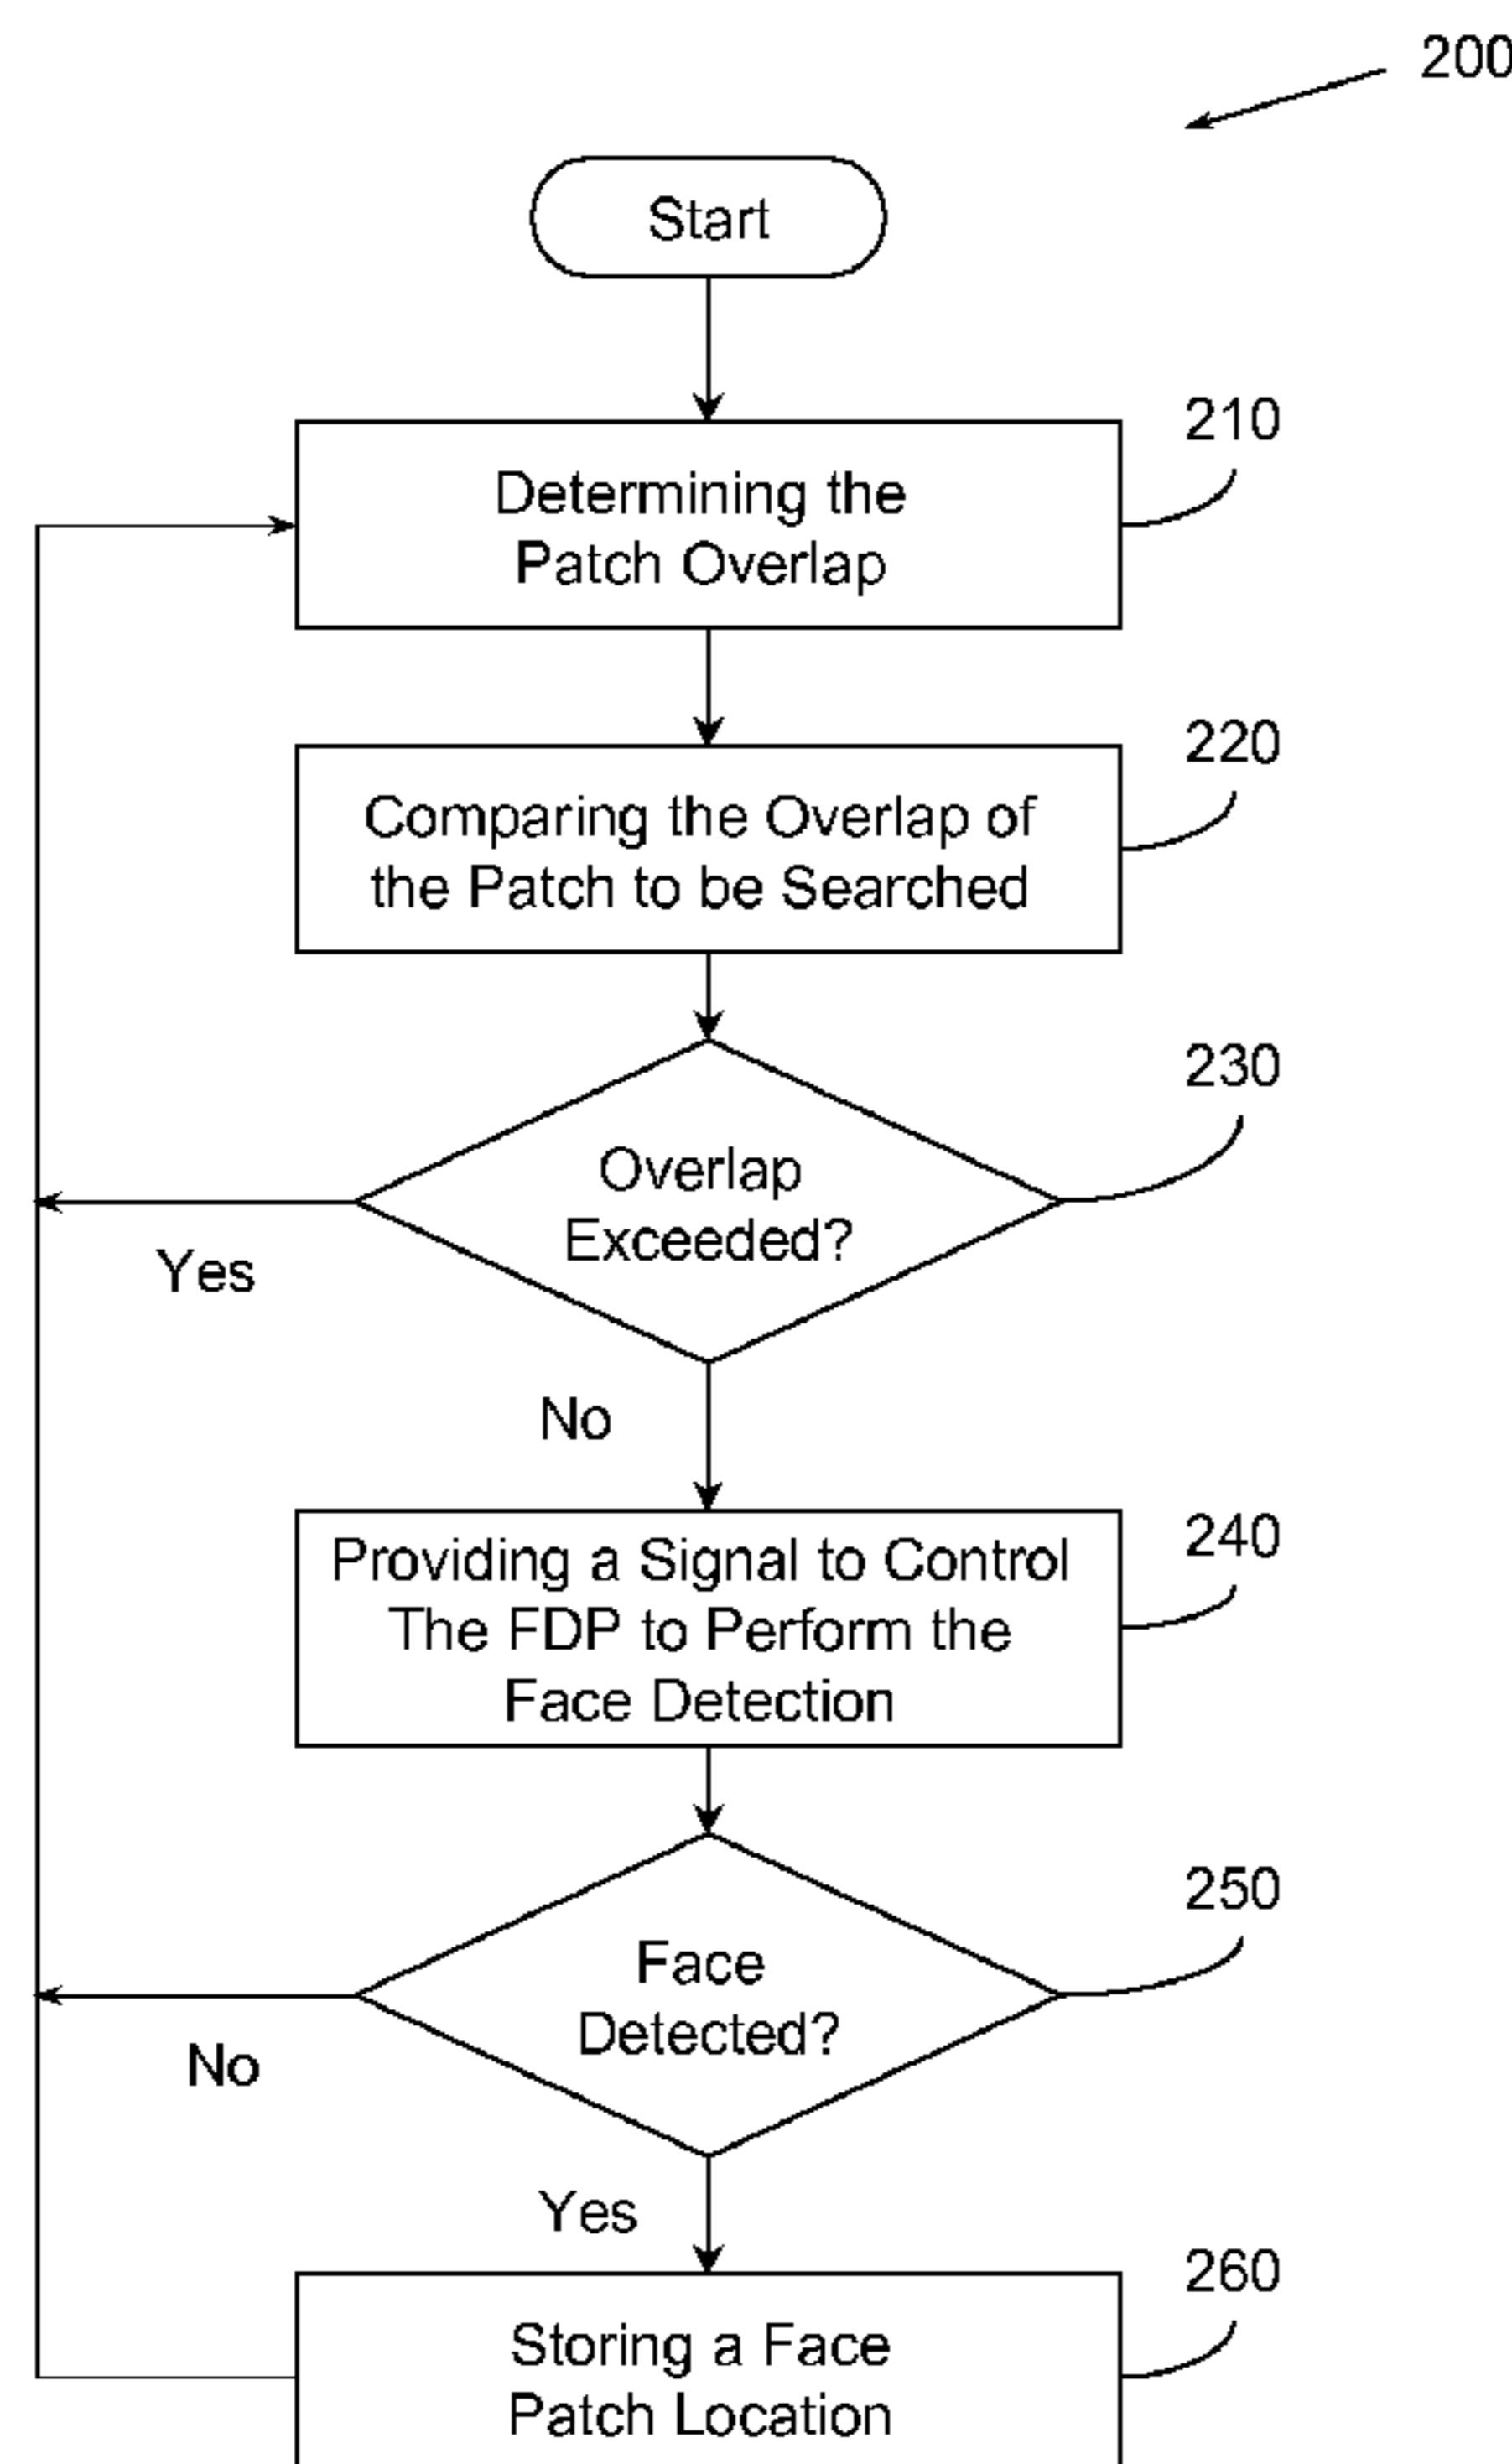 200
Start
210
Determining the
Patch Overlap
220
Comparing the Overlap of
the Patch to be Searched
230
Overlap
Exceeded?
Yes
No
240
Providing a Signal to Control
The FDP to Perform the
Face Detection
250
Face
Detected?
No
Yes
260
Storing a Face
Patch Location